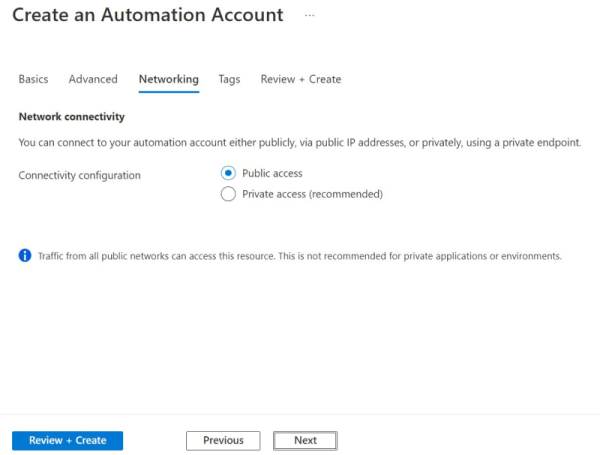 Create an Automation Account ...
Basics Advanced Networking Tags Review + Create
Network connectivity
You can connect to your automation account either publicly, via public IP addresses, or privately, using a private endpoint.
Connectivity configuration Public access
Private access (recommended)
Traffic from all public networks can access this resource. This is not recommended for private applications or environments.
Review + Create Previous Next